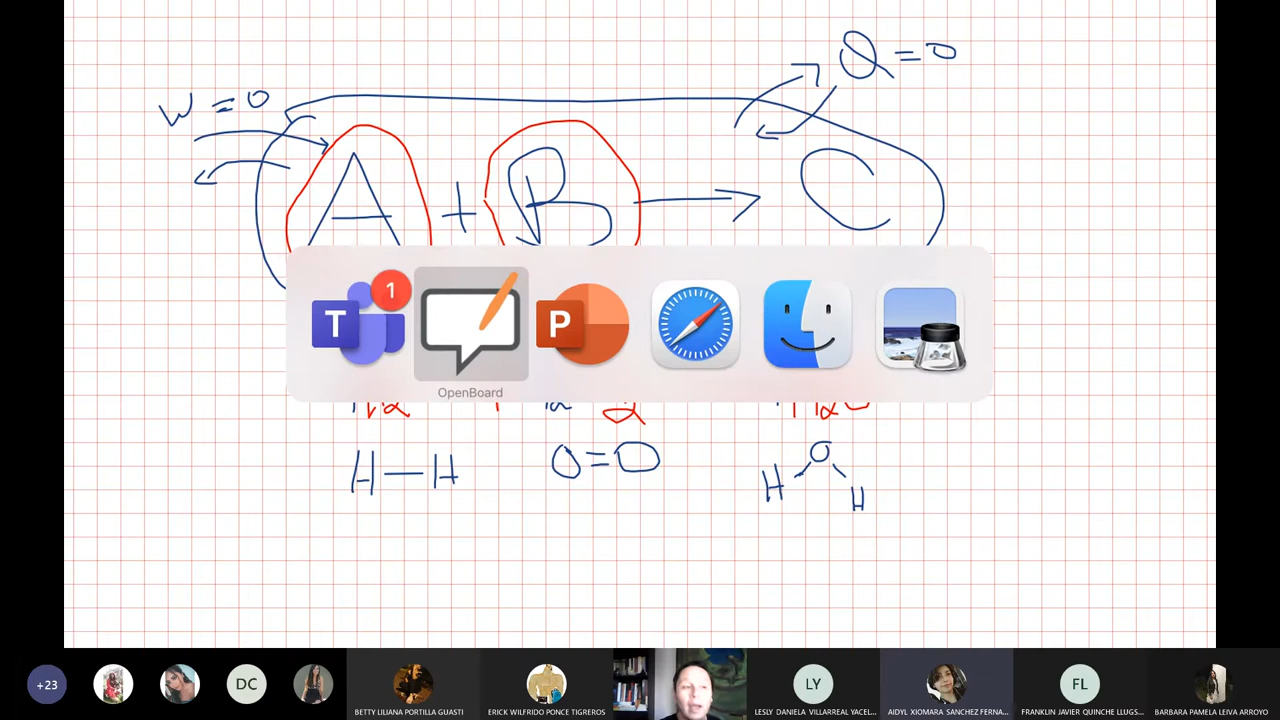 Q = 0
W = 0
A + B → C
1
T
P
OpenBoard
H — H
O = O
O
H
H
+23
DC
LY
FL
BETTY LILIANA PORTILLA GUASTI
ERICK WILFRIDO PONCE TIGREROS
LESLY DANIELA VILLARREAL YACEL...
AIDYL XIOMARA SANCHEZ FERNA...
FRANKLIN JAVIER QUINCHE LLUGS...
BARBARA PAMELA LEIVA ARROYO